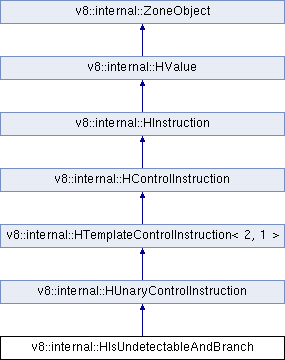 v8::internal::ZoneObject
v8::internal::HValue
v8::internal::HInstruction
v8::internal::HControlInstruction
v8::internal::HTemplateControlInstruction< 2, 1 >
v8::internal::HUnaryControlInstruction
v8::internal::HIsUndetectableAndBranch